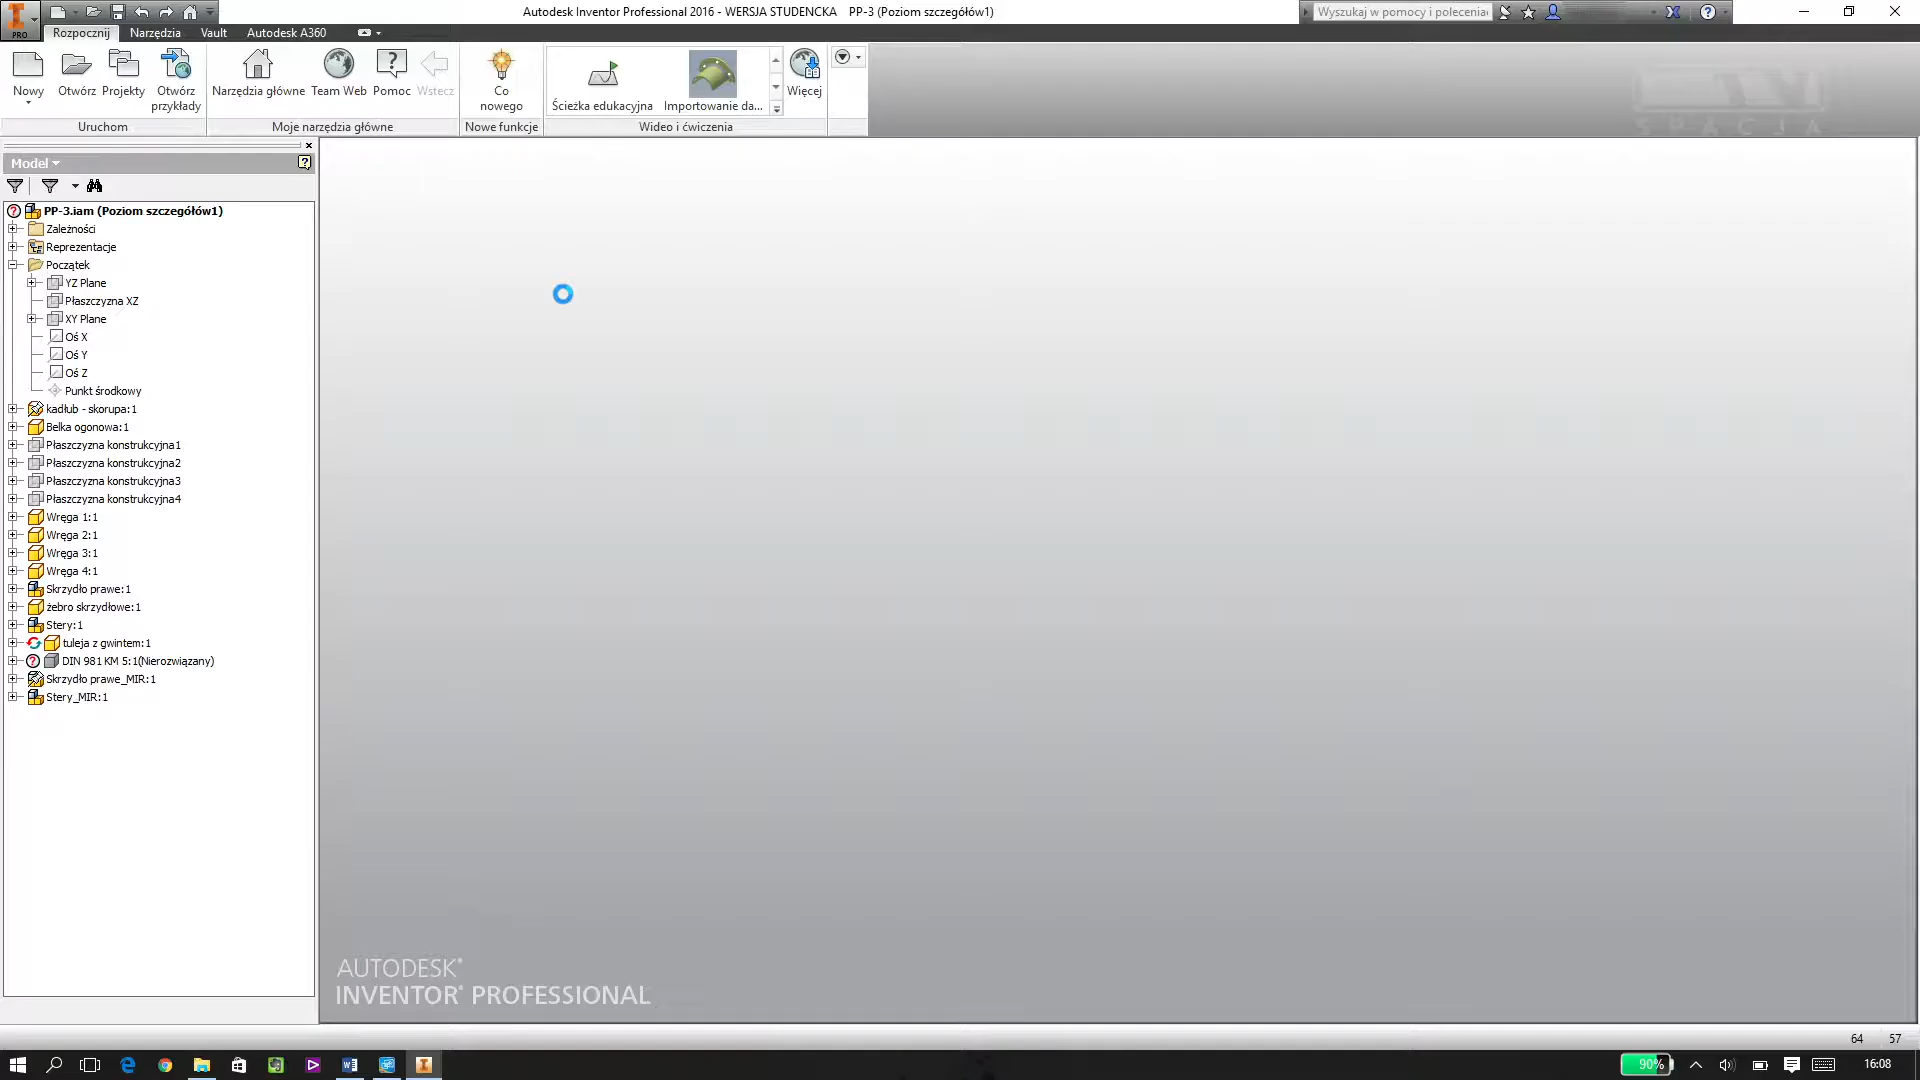 PRO
Autodesk Inventor Professional 2016 - WERSJA STUDENCKA PP-3 (Poziom szczegółów1)
Wyszukaj w pomocy i polecenia
Rozpocznij Narzędzia Vault Autodesk A360
Nowy Otwórz Projekty Otwórz przykłady
Narzędzia główne Team Web Pomoc Wstecz
Co nowego
Ścieżka edukacyjna Importowanie da... Więcej
Uruchom Moje narzędzia główne Nowe funkcje Wideo i ćwiczenia
SPACJA
Model
PP-3.iam (Poziom szczegółów1)
Zależności
Reprezentacje
Początek
YZ Plane
Płaszczyzna XZ
XY Plane
Oś X
Oś Y
Oś Z
Punkt środkowy
kadłub - skorupa:1
Belka ogonowa:1
Płaszczyzna konstrukcyjna1
Płaszczyzna konstrukcyjna2
Płaszczyzna konstrukcyjna3
Płaszczyzna konstrukcyjna4
Wręga 1:1
Wręga 2:1
Wręga 3:1
Wręga 4:1
Skrzydło prawe:1
żebro skrzydłowe:1
Stery:1
tuleja z gwintem:1
DIN 981 KM 5:1(Nierozwiązany)
Skrzydło prawe_MIR:1
Stery_MIR:1
AUTODESK®
INVENTOR® PROFESSIONAL
64 57
90% 16:08